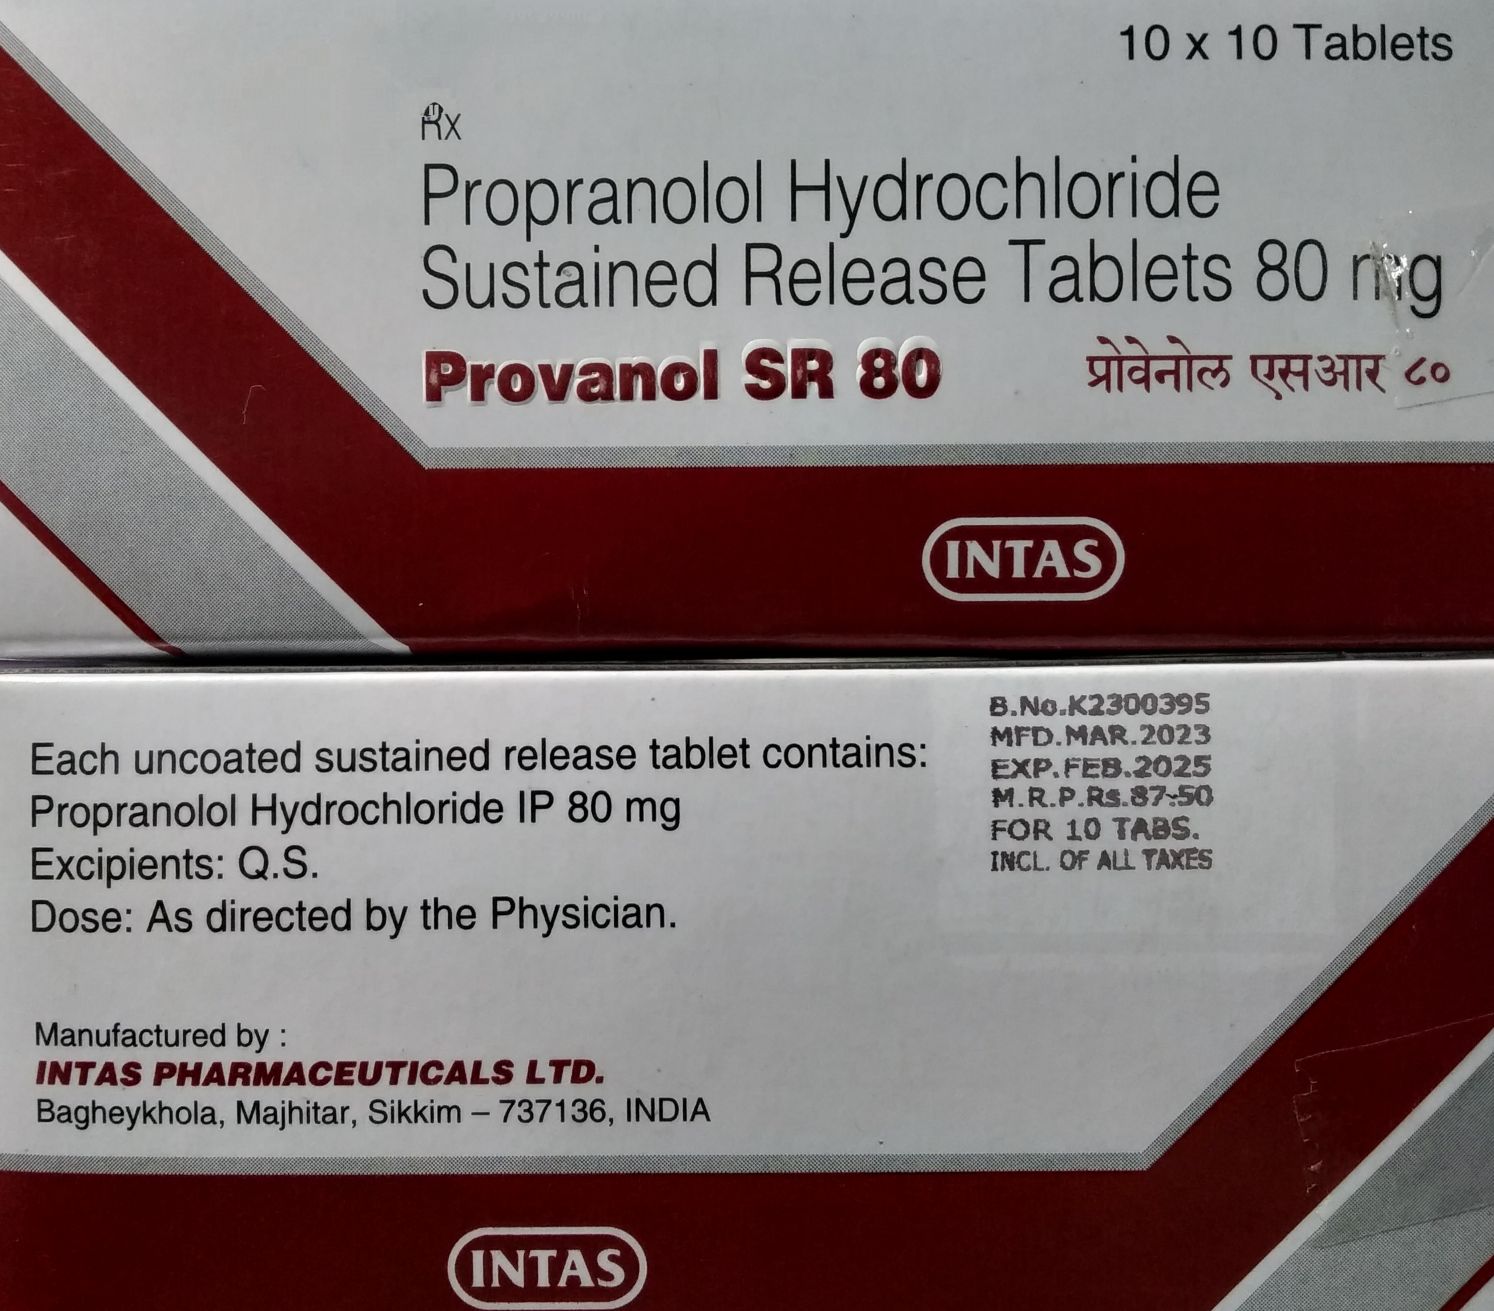 10 x 10 Tablets
Rx
Propranolol Hydrochloride
Sustained Release Tablets 80 mg
Provanol SR 80
प्रोवेनोल एसआर ८०
INTAS
Each uncoated sustained release tablet contains:
Propranolol Hydrochloride IP 80 mg
Excipients: Q.S.
Dose: As directed by the Physician.
B.No.K2300395
MFD.MAR.2023
EXP.FEB.2025
M.R.P.Rs.87.50
FOR 10 TABS.
INCL. OF ALL TAXES
Manufactured by :
INTAS PHARMACEUTICALS LTD.
Bagheykhola, Majhitar, Sikkim – 737136, INDIA
INTAS